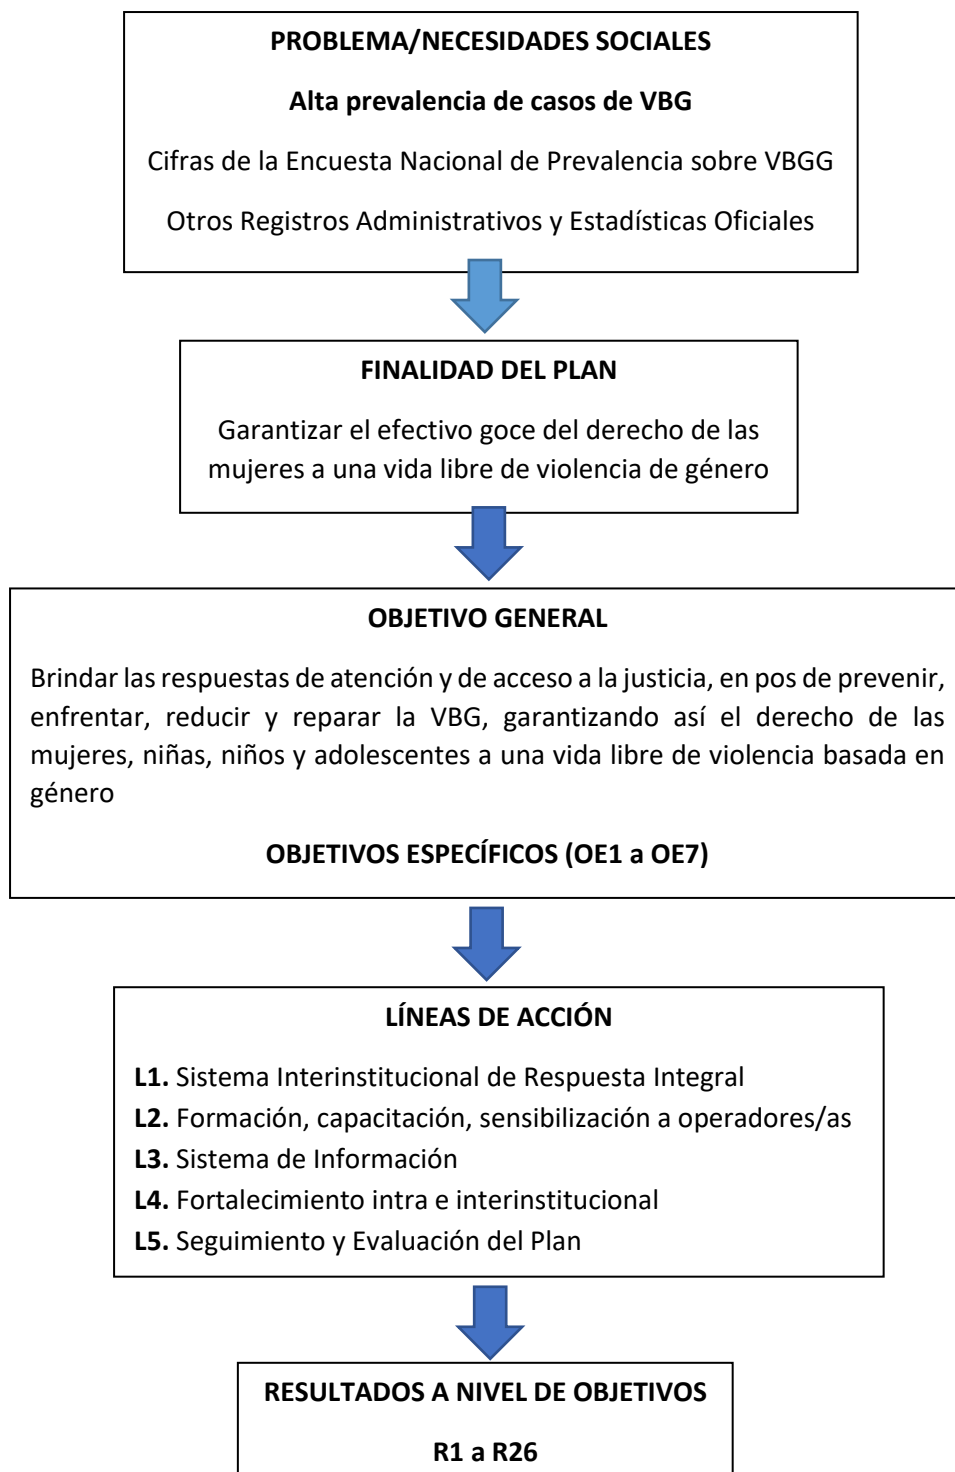 PROBLEMA/NECESIDADES SOCIALES
Alta prevalencia de casos de VBG
Cifras de la Encuesta Nacional de Prevalencia sobre VBGG
Otros Registros Administrativos y Estadísticas Oficiales
FINALIDAD DEL PLAN
Garantizar el efectivo goce del derecho de las
mujeres a una vida libre de violencia de género
OBJETIVO GENERAL
Brindar las respuestas de atención y de acceso a la justicia, en pos de prevenir,
enfrentar, reducir y reparar la VBG, garantizando así el derecho de las
mujeres, niñas, niños y adolescentes a una vida libre de violencia basada en
género
OBJETIVOS ESPECÍFICOS (OE1 a OE7)
LÍNEAS DE ACCIÓN
L1. Sistema Interinstitucional de Respuesta Integral
L2. Formación, capacitación, sensibilización a operadores/as
L3. Sistema de Información
L4. Fortalecimiento intra e interinstitucional
L5. Seguimiento y Evaluación del Plan
RESULTADOS A NIVEL DE OBJETIVOS
R1 a R26